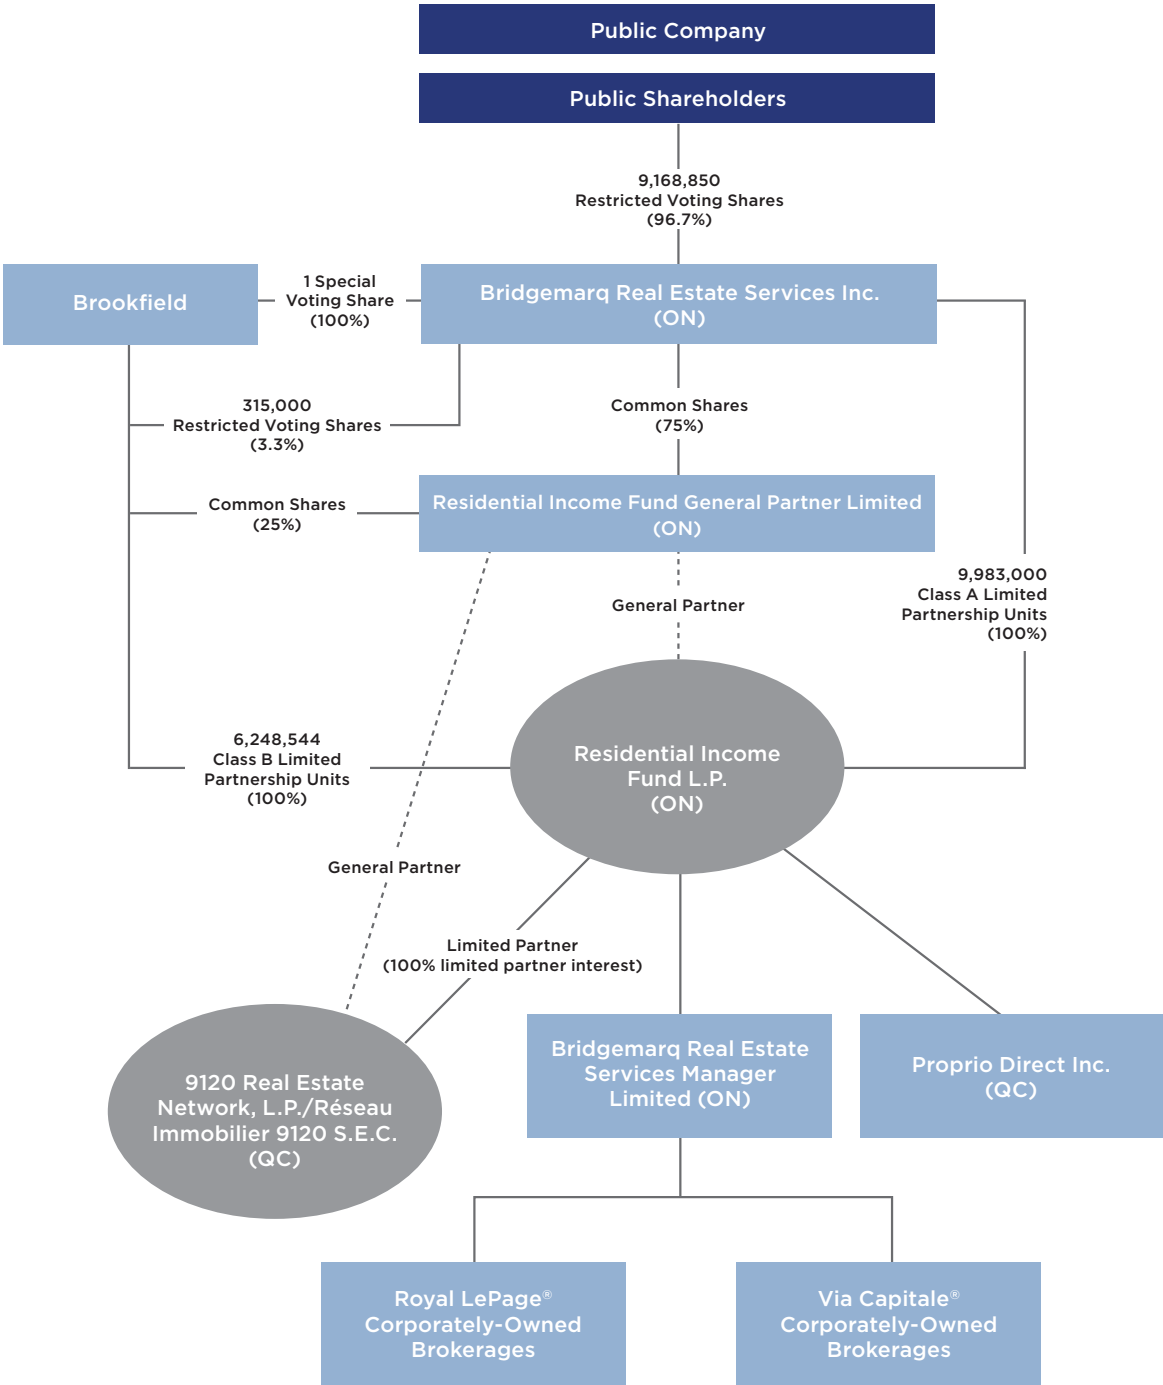 Public Company
Public Shareholders
9,168,850
Restricted Voting Shares
(96.7%)
Brookfield
1 Special
Voting Share
(100%)
Bridgemarq Real Estate Services Inc.
(ON)
315,000
Restricted Voting Shares
(3.3%)
Common Shares
(75%)
Common Shares
(25%)
Residential Income Fund General Partner Limited
(ON)
9,983,000
Class A Limited
Partnership Units
(100%)
General Partner
6,248,544
Class B Limited
Partnership Units
(100%)
Residential Income
Fund L.P.
(ON)
General Partner
Limited Partner
(100% limited partner interest)
9120 Real Estate
Network, L.P./Réseau
Immobilier 9120 S.E.C.
(QC)
Bridgemarq Real Estate
Services Manager
Limited (ON)
Proprio Direct Inc.
(QC)
Royal LePage®
Corporately-Owned
Brokerages
Via Capitale®
Corporately-Owned
Brokerages